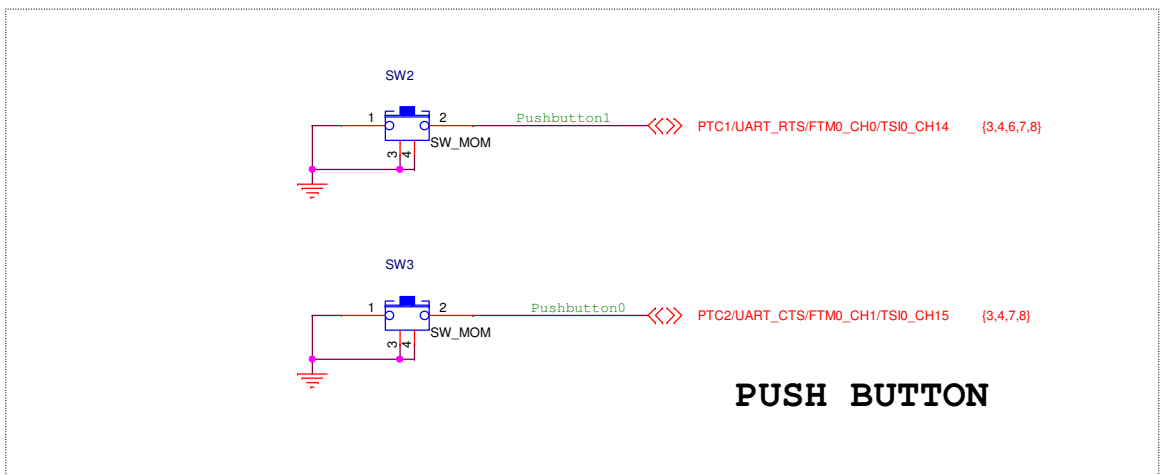 SW2
1
2
Pushbutton1
PTC1/UART_RTS/FTM0_CH0/TSI0_CH14 {3,4,6,7,8}
SW_MOM
3
4
SW3
1
2
Pushbutton0
PTC2/UART_CTS/FTM0_CH1/TSI0_CH15 {3,4,7,8}
SW_MOM
3
4
PUSH BUTTON